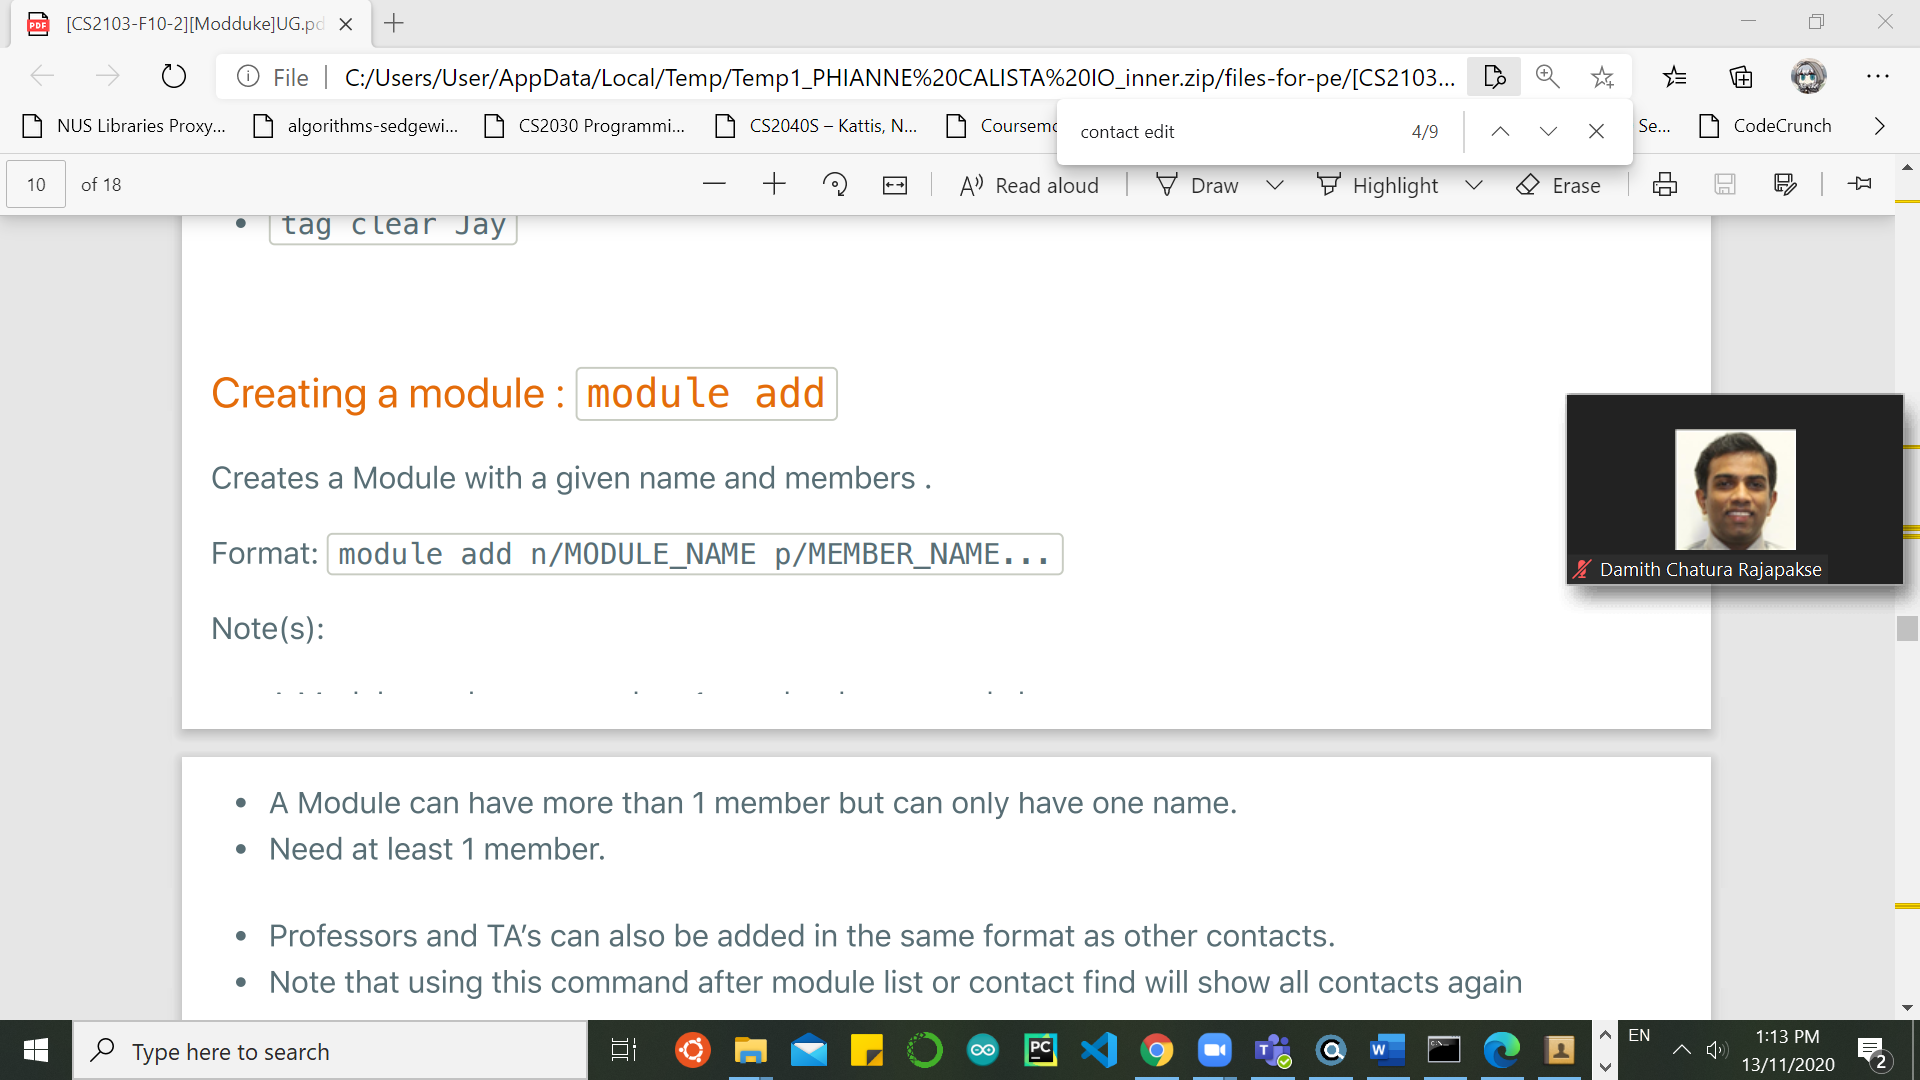 [CS2103-F10-2][Modduke]UG.pd
File
C:/Users/User/AppData/Local/Temp/Temp1_PHIANNE%20CALISTA%20IO_inner.zip/files-for-pe/[CS2103...
NUS Libraries Proxy...
algorithms-sedgewi...
CS2030 Programmi...
CS2040S – Kattis, N...
Coursemo
Se...
CodeCrunch
contact edit
4/9
10 of 18
Read aloud
Draw
Highlight
Erase
• tag clear Jay
Creating a module : module add
Creates a Module with a given name and members .
Format: module add n/MODULE_NAME p/MEMBER_NAME...
Note(s):
Damith Chatura Rajapakse
• A Module can have more than 1 member but can only have one name.
• Need at least 1 member.
• Professors and TA’s can also be added in the same format as other contacts.
• Note that using this command after module list or contact find will show all contacts again
Type here to search
EN
1:13 PM
13/11/2020
2